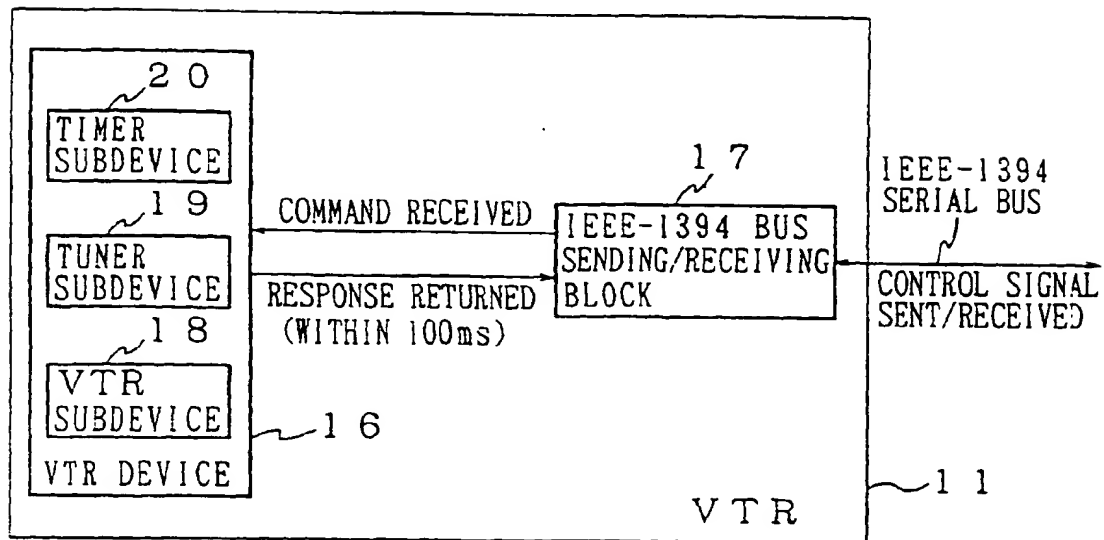 20
TIMER
SUBDEVICE
19
TUNER
SUBDEVICE
18
VTR
SUBDEVICE
VTR DEVICE
16
COMMAND RECEIVED
RESPONSE RETURNED
(WITHIN 100ms)
17
IEEE-1394 BUS
SENDING/RECEIVING
BLOCK
IEEE-1394
SERIAL BUS
CONTROL SIGNAL
SENT/RECEIVED
11
VTR